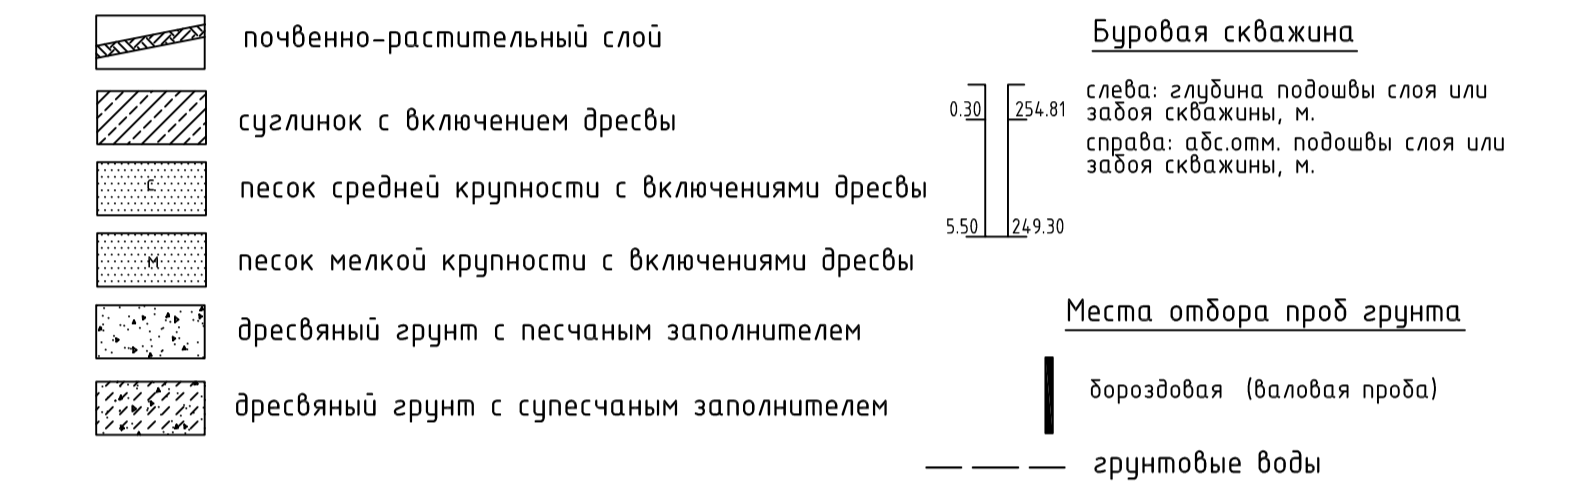 почвенно-растительный слой
суглинок с включением дресвы
С
песок средней крупности с включениями дресвы
М
песок мелкой крупности с включениями дресвы
дресвяный грунт с песчаным заполнителем
дресвяный грунт с супесчаным заполнителем
Буровая скважина
0.30
254.81
5.50
249.30
слева: глубина подошвы слоя или
забоя скважины, м.
справа: абс.отм. подошвы слоя или
забоя скважины, м.
Места отбора проб грунта
бороздовая (валовая проба)
грунтовые воды